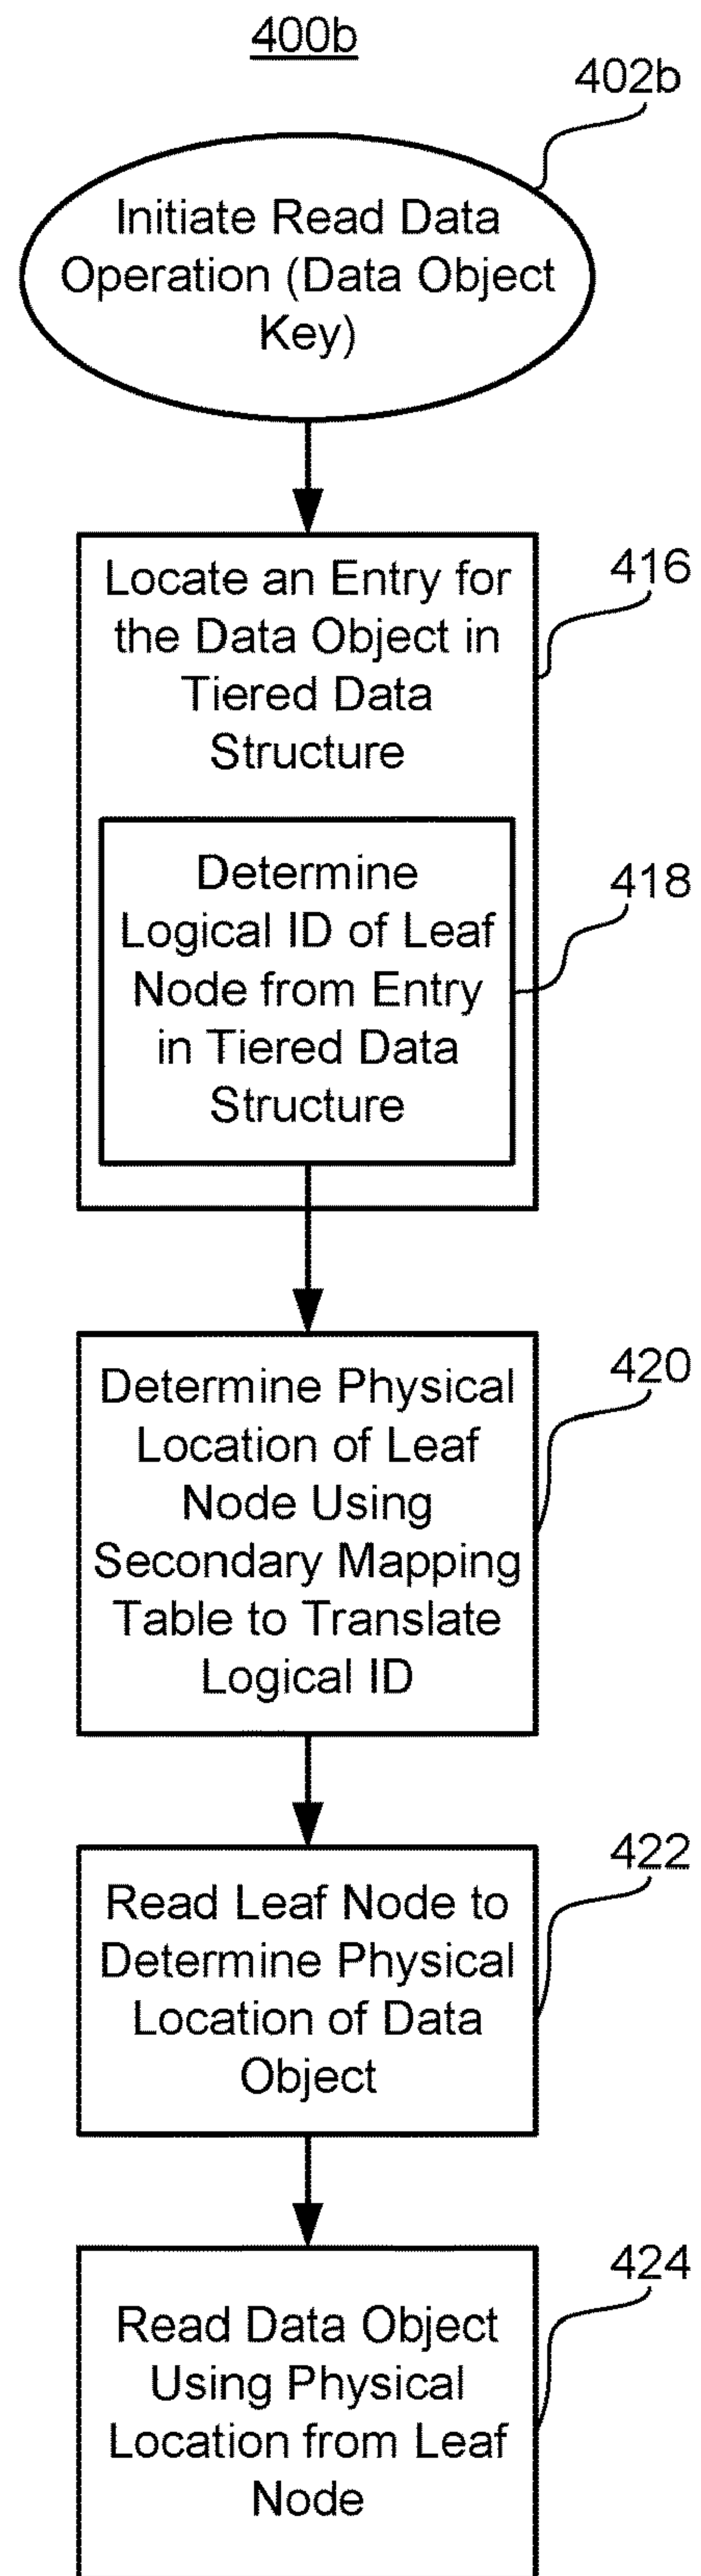 400b
402b
Initiate Read Data
Operation (Data Object
Key)
416
Locate an Entry for
the Data Object in
Tiered Data
Structure
418
Determine
Logical ID of Leaf
Node from Entry
in Tiered Data
Structure
420
Determine Physical
Location of Leaf
Node Using
Secondary Mapping
Table to Translate
Logical ID
422
Read Leaf Node to
Determine Physical
Location of Data
Object
424
Read Data Object
Using Physical
Location from Leaf
Node